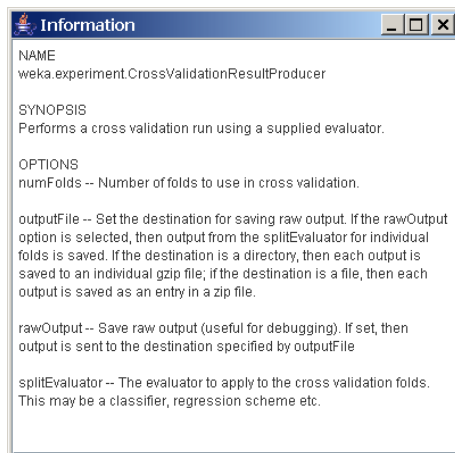 Information
NAME
weka.experiment.CrossValidationResultProducer
SYNOPSIS
Performs a cross validation run using a supplied evaluator.
OPTIONS
numFolds -- Number of folds to use in cross validation.
outputFile -- Set the destination for saving raw output. If the rawOutput
option is selected, then output from the splitEvaluator for individual
folds is saved. If the destination is a directory, then each output is
saved to an individual gzip file; if the destination is a file, then each
output is saved as an entry in a zip file.
rawOutput -- Save raw output (useful for debugging). If set, then
output is sent to the destination specified by outputFile
splitEvaluator -- The evaluator to apply to the cross validation folds.
This may be a classifier, regression scheme etc.